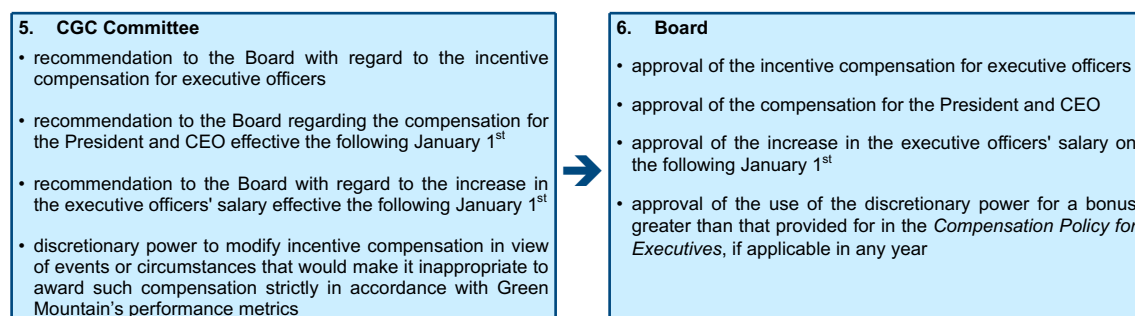 5. CGC Committee
• recommendation to the Board with regard to the incentive
compensation for executive officers
• recommendation to the Board regarding the compensation for
the President and CEO effective the following January 1st
• recommendation to the Board with regard to the increase in
the executive officers' salary effective the following January 1st
• discretionary power to modify incentive compensation in view
of events or circumstances that would make it inappropriate to
award such compensation strictly in accordance with Green
Mountain's performance metrics
6. Board
• approval of the incentive compensation for executive officers
• approval of the compensation for the President and CEO
• approval of the increase in the executive officers' salary on
the following January 1st
• approval of the use of the discretionary power for a bonus
greater than that provided for in the Compensation Policy for
Executives, if applicable in any year